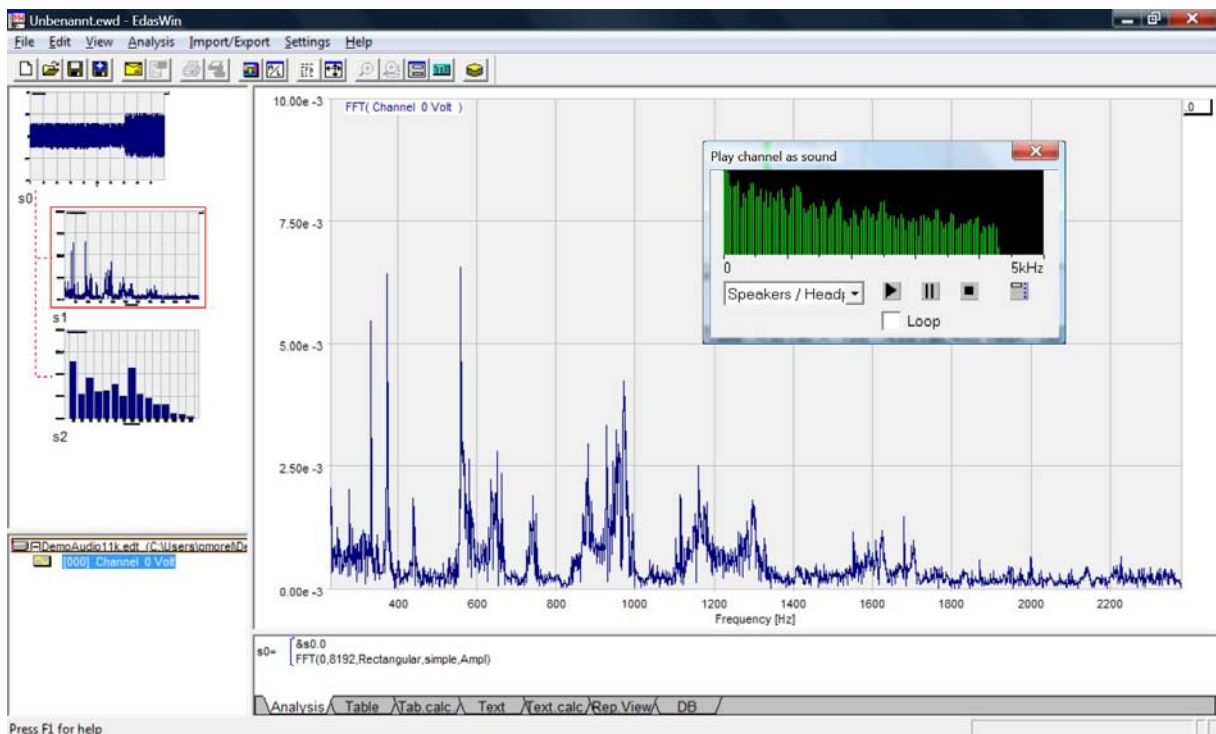 Unbenannt.ewd - EdasWin
File Edit View Analysis Import/Export Settings Help
s0
s1
s2
DemoAudio11k.edt (C:\Users\omorel\De
[000] Channel 0 Volt
FFT( Channel 0 Volt )
.0
10.00e -3
7.50e -3
5.00e -3
2.50e -3
0.00e -3
400 600 800 1000 1200 1400 1600 1800 2000 2200
Frequency [Hz]
Play channel as sound
0 5kHz
Speakers / Head
Loop
s0= &s0.0
FFT(0,8192,Rectangular,simple,Ampl)
Analysis Table Tab.calc. Text Text.calc Rep.View DB
Press F1 for help